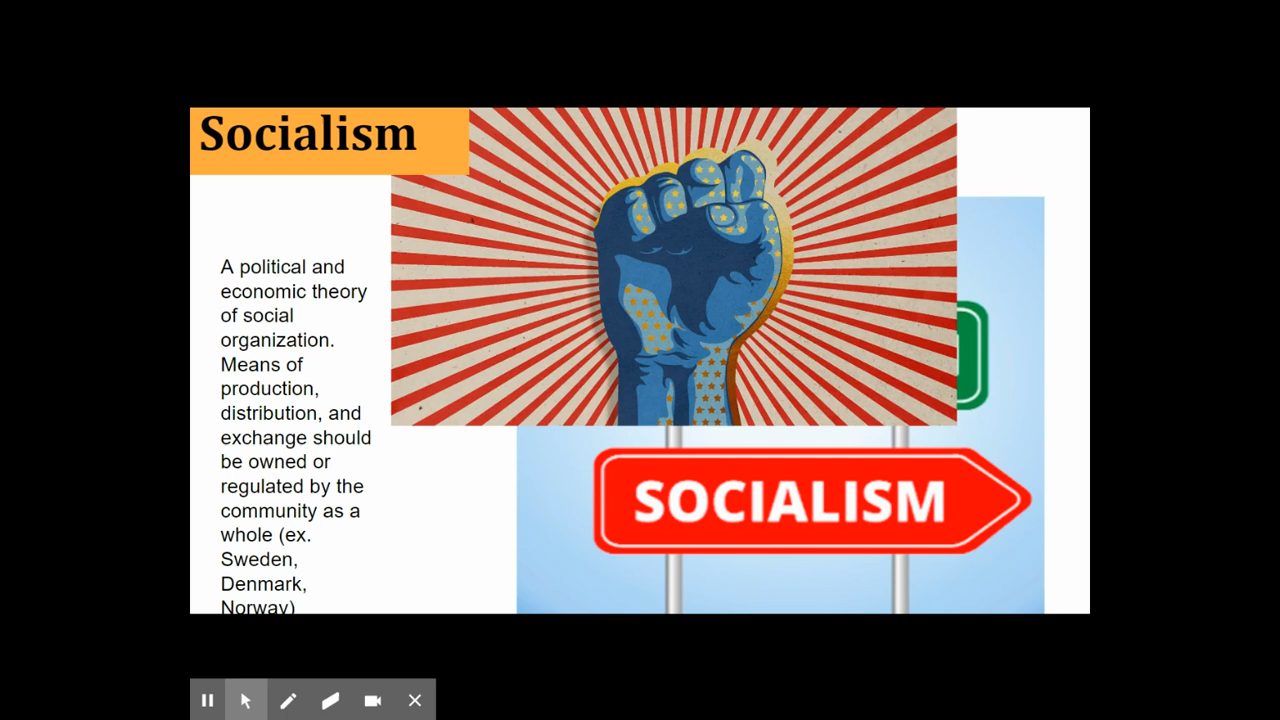 Socialism
A political and
economic theory
of social
organization.
Means of
production,
distribution, and
exchange should
be owned or
regulated by the
community as a
whole (ex.
Sweden,
Denmark,
Norway)
SOCIALISM